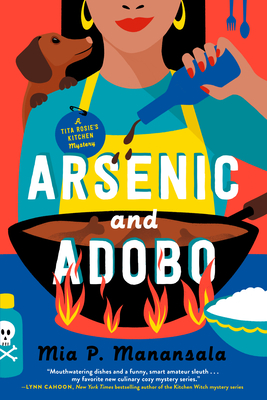 A
TITA ROSIE'S
KITCHEN
Mystery
ARSENIC
and
ADOBO
Mia P. Manansala
"Mouthwatering dishes and a funny, smart amateur sleuth . . .
my favorite new culinary cozy mystery series."
—LYNN CAHOON, New York Times bestselling author of the Kitchen Witch mystery series